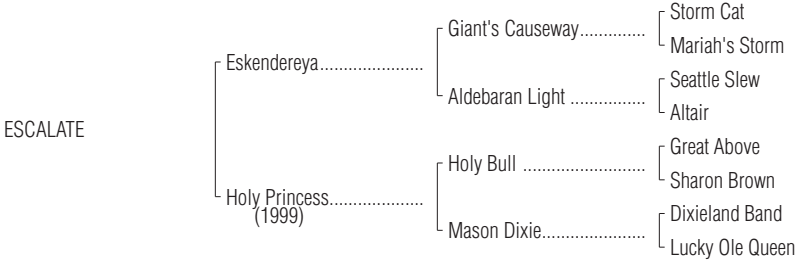 Storm Cat
Giant's Causeway..............
Mariah's Storm
Eskendereya......................
Seattle Slew
Aldebaran Light ................
Altair
ESCALATE
Great Above
Holy Bull ..........................
Sharon Brown
Holy Princess....................
(1999)
Dixieland Band
Mason Dixie......................
Lucky Ole Queen